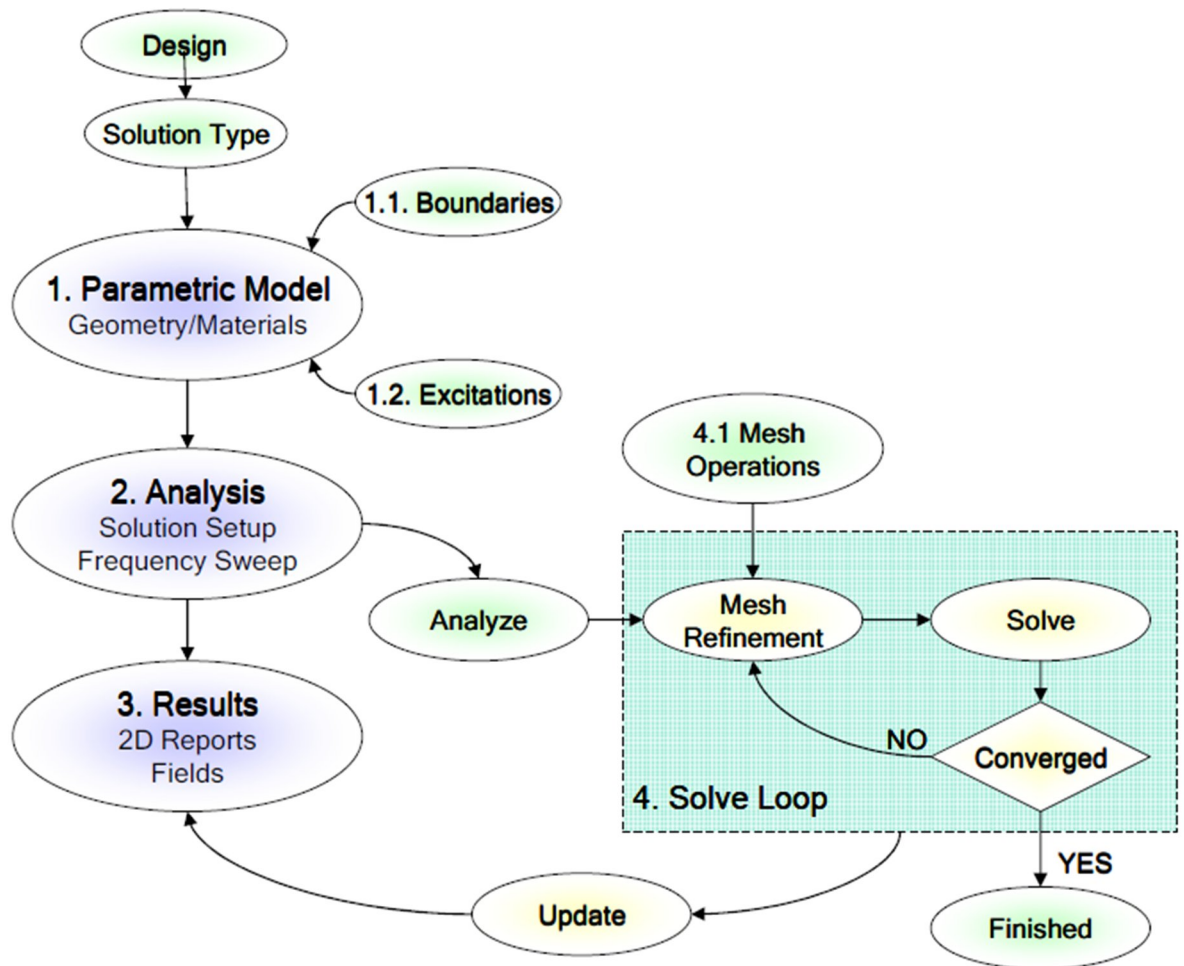 Design
Solution Type
1.1. Boundaries
1. Parametric Model
Geometry/Materials
1.2. Excitations
2. Analysis
Solution Setup
Frequency Sweep
Analyze
4.1 Mesh
Operations
Mesh
Refinement
Solve
Converged
NO
YES
4. Solve Loop
Finished
Update
3. Results
2D Reports
Fields